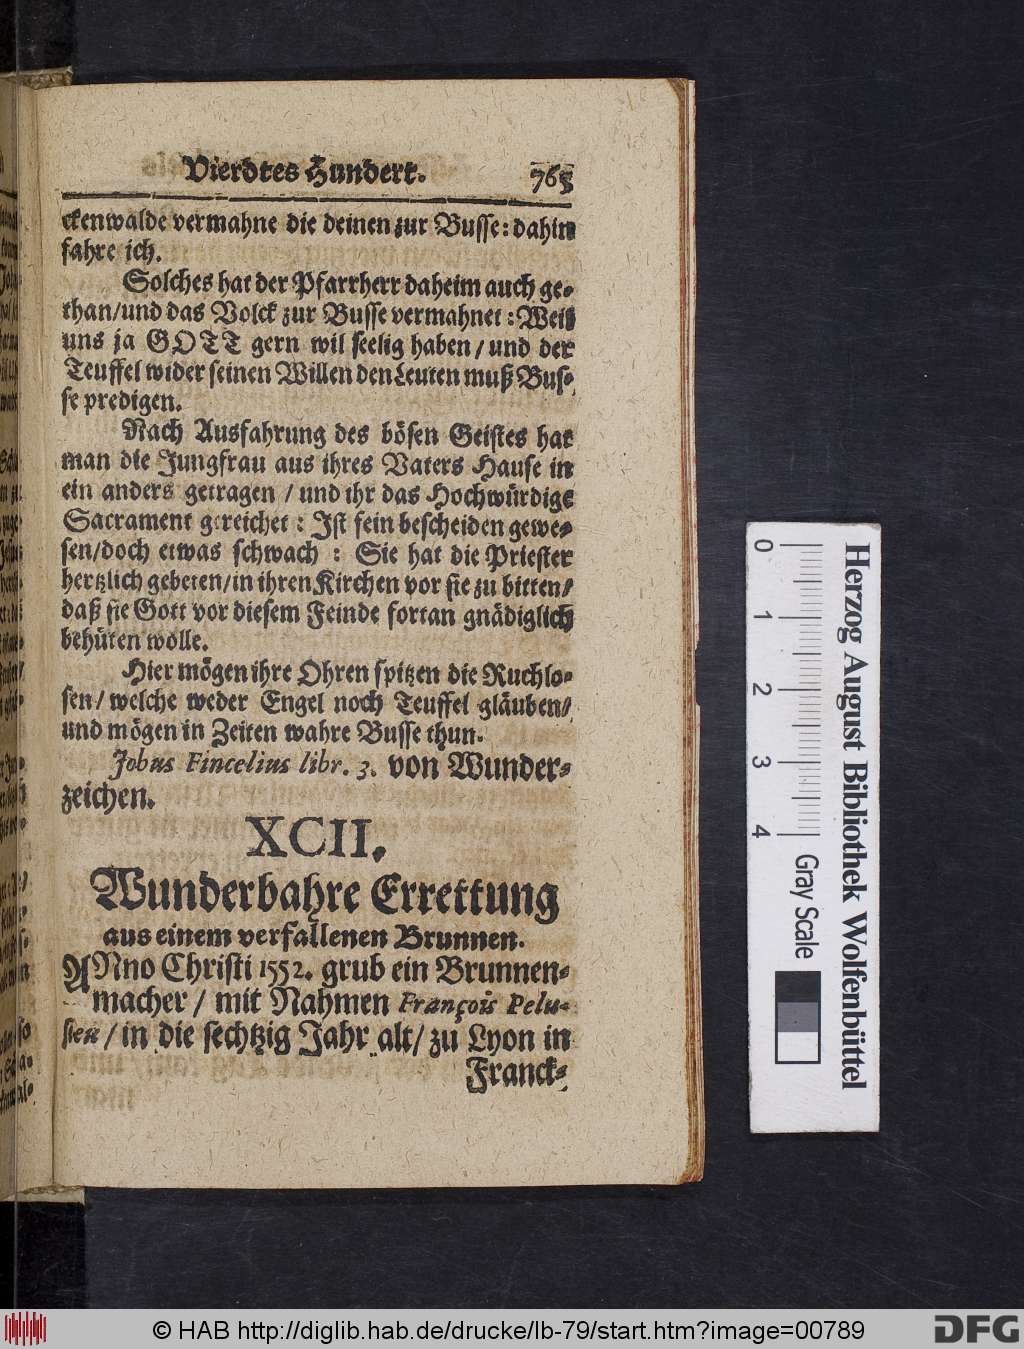 Vierdtes Hundert. 765
ckenwalde vermahne die deinen zur Busse: dahin
fahre ich.
Solches hat der Pfarrherr daheim auch ge-
than/und das Volck zur Busse vermahnet: Weil
uns ja GOTT gern wil seelig haben/ und der
Teuffel wider seinen Willen den Leuten muß Bus-
se predigen.
Nach Ausfahrung des bösen Geistes hat
man die Jungfrau aus ihres Vaters Hause in
ein anders getragen / und ihr das Hochwürdige
Sacrament gereichet: Ist fein bescheiden gewe-
sen/doch etwas schwach: Sie hat die Priester
hertzlich gebeten/in ihren Kirchen vor sie zu bitten/
daß sie Gott vor diesem Feinde fortan gnädiglich
behüten wolle.
Hier mögen ihre Ohren spitzen die Ruchlo-
sen/ welche weder Engel noch Teuffel gläuben/
und mögen in Zeiten wahre Busse thun.
Jobus Fincelius libr. 3. von Wunder-
zeichen.
XCII.
Wunderbahre Errettung
aus einem verfallenen Brunnen.
ANno Christi 1552. grub ein Brunnen-
macher / mit Nahmen François Pelu-
sien / in die sechtzig Jahr alt/ zu Lyon in
Franck-
0 1 2 3 4
Gray Scale
Herzog August Bibliothek Wolfenbüttel
© HAB http://diglib.hab.de/drucke/lb-79/start.htm?image=00789
DFG